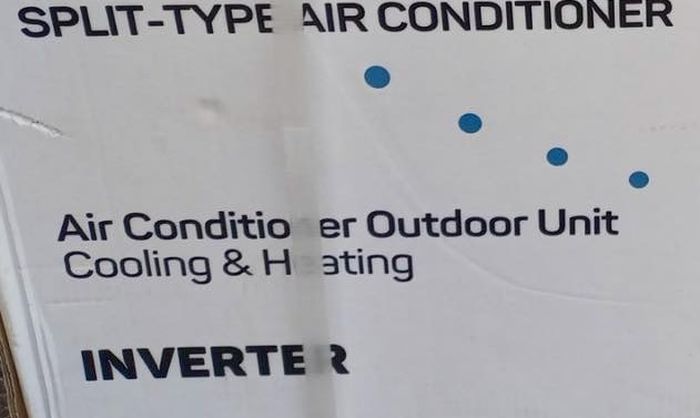 SPLIT-TYPE AIR CONDITIONER
Air Conditioner Outdoor Unit
Cooling & Heating
INVERTER